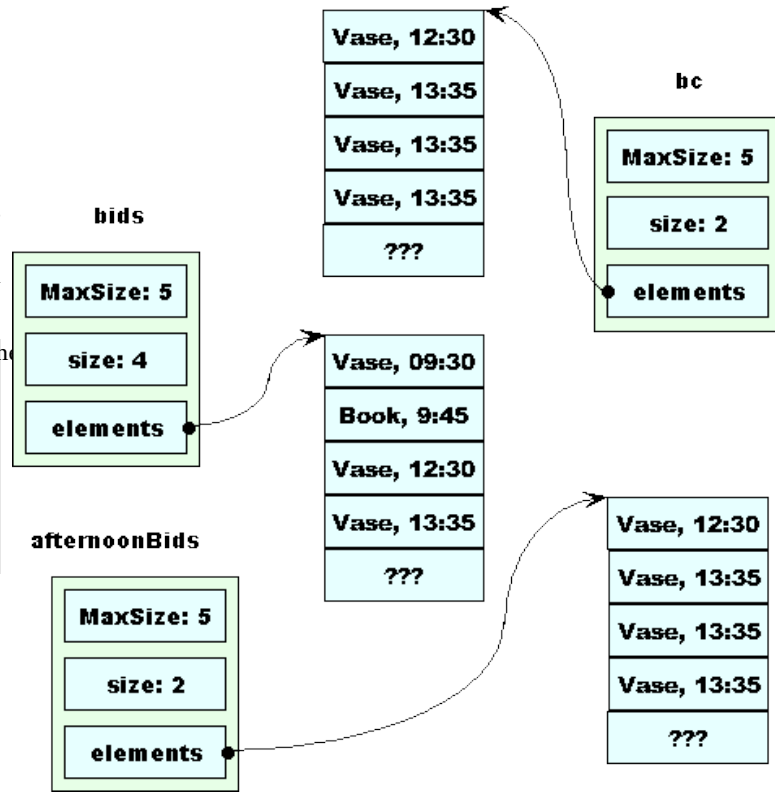 Vase, 12:30
Vase, 13:35
Vase, 13:35
Vase, 13:35
???
bc
MaxSize: 5
size: 2
elements
bids
MaxSize: 5
size: 4
elements
Vase, 09:30
Book, 9:45
Vase, 12:30
Vase, 13:35
???
afternoonBids
MaxSize: 5
size: 2
elements
Vase, 12:30
Vase, 13:35
Vase, 13:35
Vase, 13:35
???